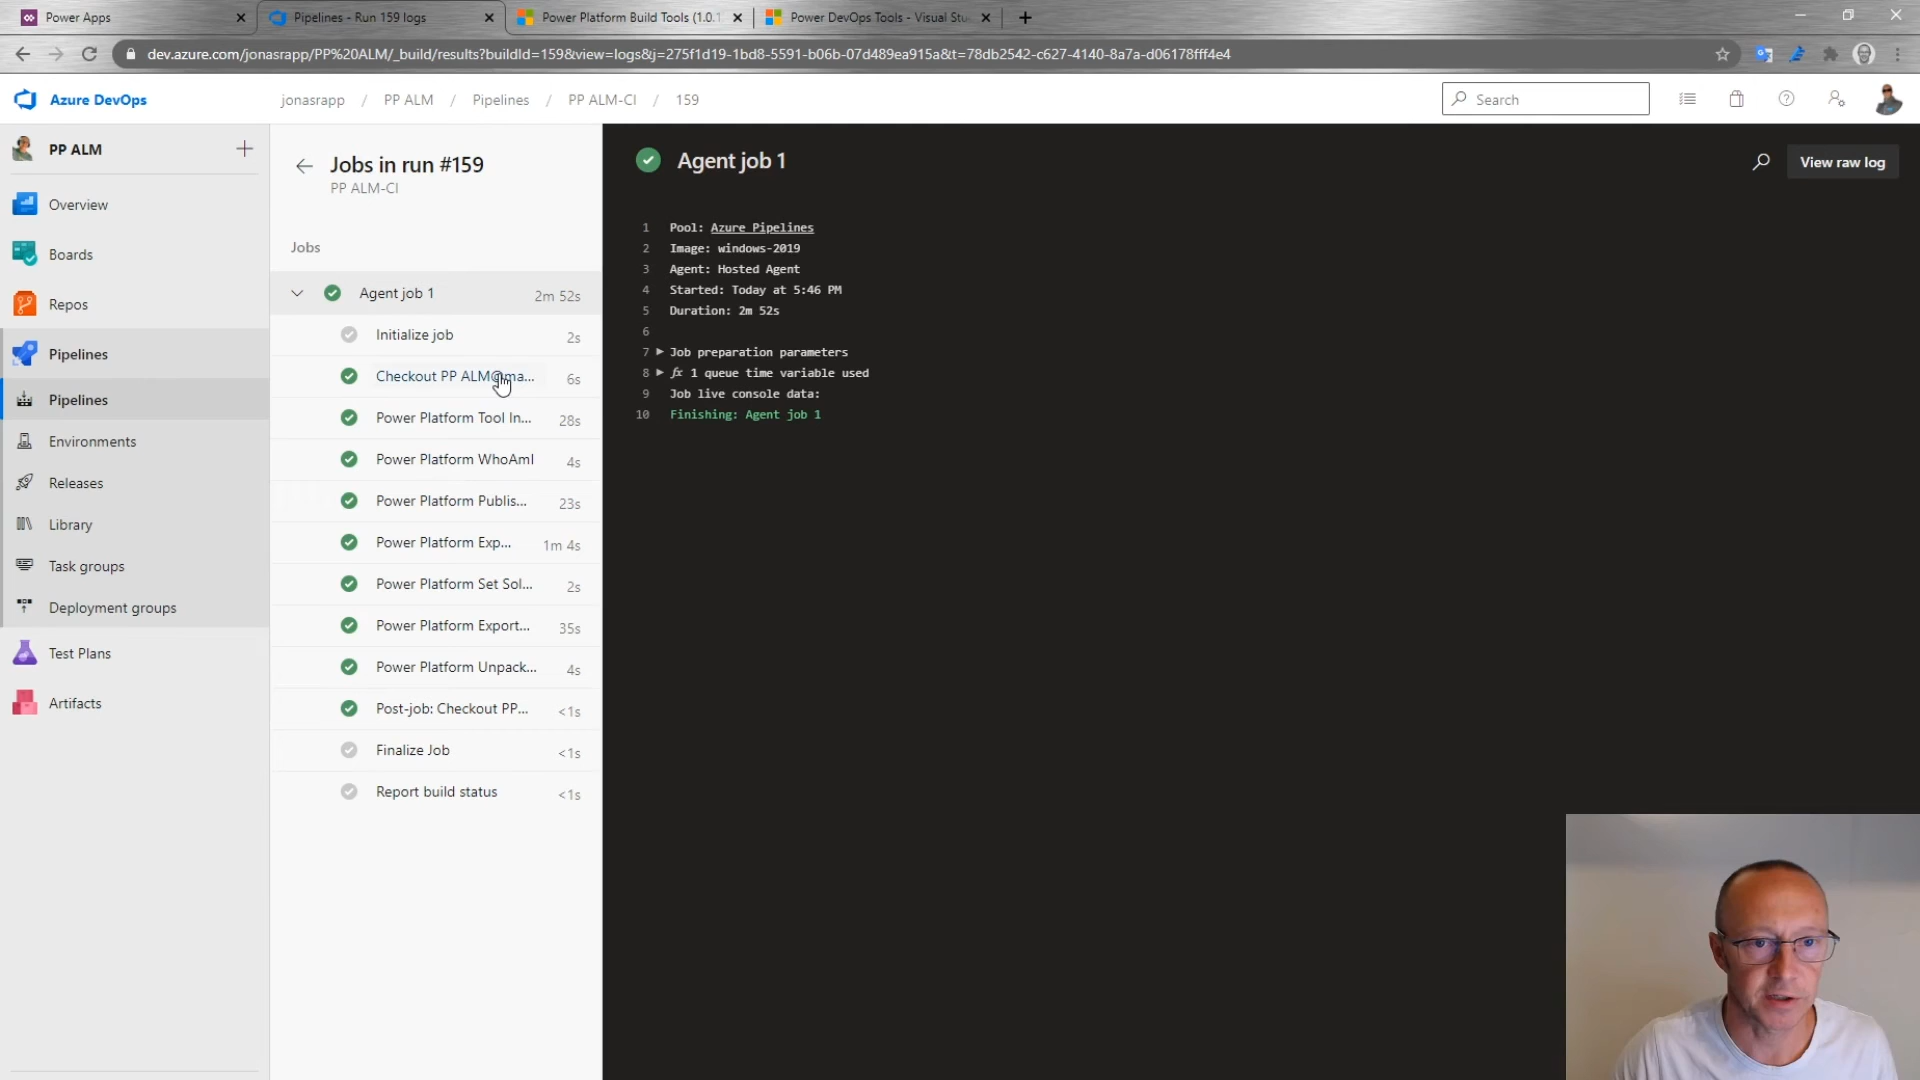 Power Apps
Pipelines - Run 159 logs
Power Platform Build Tools (1.0.1
Power DevOps Tools - Visual Stu
dev.azure.com/jonasrapp/PP%20ALM/_build/results?buildId=159&view=logs&j=275f1d19-1bd8-5591-b06b-07d489ea915a&t=78db2542-c627-4140-8a7a-d06178fff4e4
Azure DevOps
jonasrapp / PP ALM / Pipelines / PP ALM-CI / 159
Search
PP ALM
Overview
Boards
Repos
Pipelines
Pipelines
Environments
Releases
Library
Task groups
Deployment groups
Test Plans
Artifacts
Jobs in run #159
PP ALM-CI
Jobs
Agent job 1 2m 52s
Initialize job 2s
Checkout PP ALM@ma... 6s
Power Platform Tool In... 28s
Power Platform WhoAmI 4s
Power Platform Publis... 23s
Power Platform Exp... 1m 4s
Power Platform Set Sol... 2s
Power Platform Export... 35s
Power Platform Unpack... 4s
Post-job: Checkout PP... <1s
Finalize Job <1s
Report build status <1s
Agent job 1
View raw log
1 Pool: Azure Pipelines
2 Image: windows-2019
3 Agent: Hosted Agent
4 Started: Today at 5:46 PM
5 Duration: 2m 52s
6
7 Job preparation parameters
8 fx 1 queue time variable used
9 Job live console data:
10 Finishing: Agent job 1